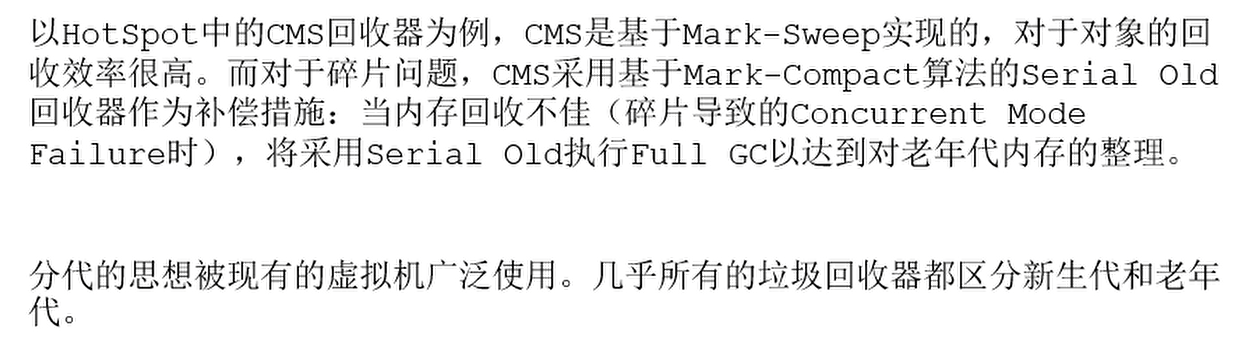 以HotSpot中的CMS回收器为例，CMS是基于Mark-Sweep实现的，对于对象的回
收效率很高。而对于碎片问题，CMS采用基于Mark-Compact算法的Serial Old
回收器作为补偿措施：当内存回收不佳（碎片导致的Concurrent Mode
Failure时），将采用Serial Old执行Full GC以达到对老年代内存的整理。
分代的思想被现有的虚拟机广泛使用。几乎所有的垃圾回收器都区分新生代和老年
代。